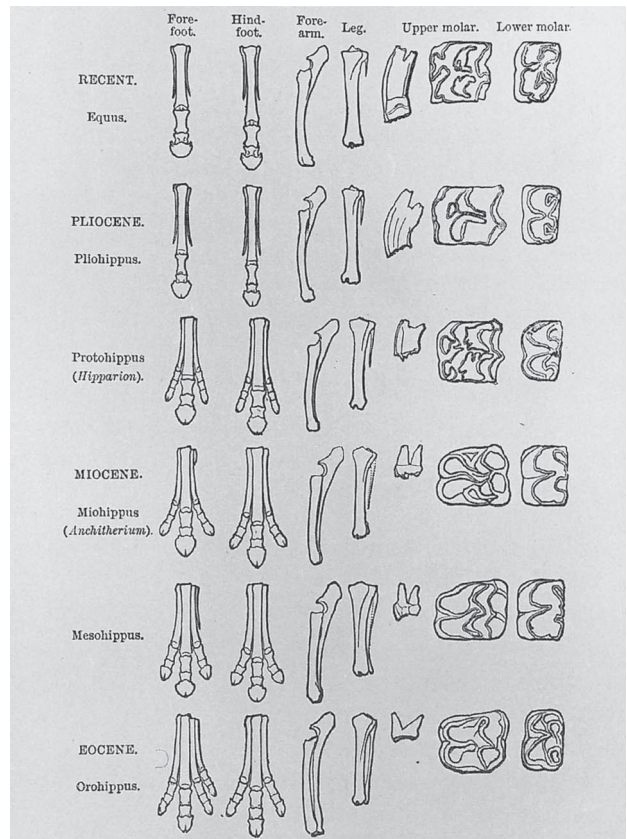 Fore-
foot.
Hind-
foot.
Fore-
arm.
Leg.
Upper molar.
Lower molar.
RECENT.
Equus.
PLIOCENE.
Pliohippus.
Protohippus
(Hipparion).
MIOCENE.
Miohippus
(Anchitherium).
Mesohippus.
EOCENE.
Orohippus.